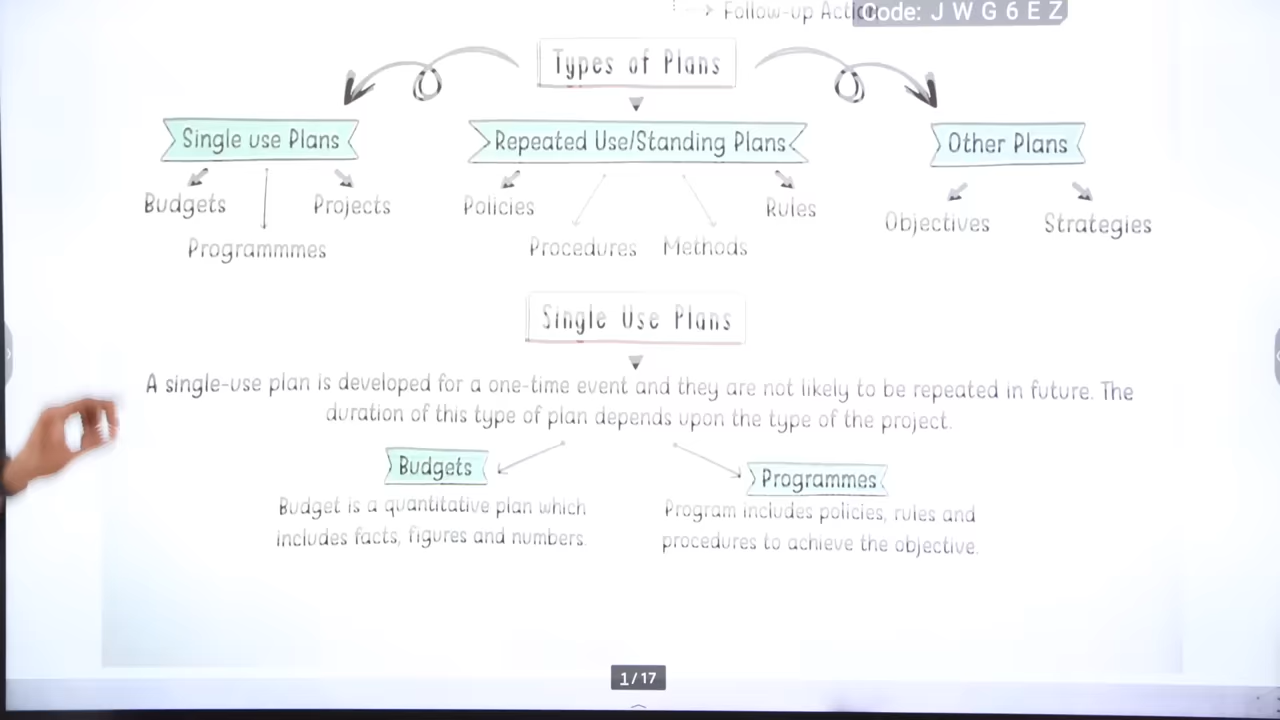 Follow-up Action
Code: J W G 6 E Z
Types of Plans
Single use Plans
Repeated Use/Standing Plans
Other Plans
Budgets
Projects
Policies
Rules
Objectives
Strategies
Programmmes
Procedures
Methods
Single Use Plans
A single-use plan is developed for a one-time event and they are not likely to be repeated in future. The
duration of this type of plan depends upon the type of the project.
Budgets
Programmes
Budget is a quantitative plan which
includes facts, figures and numbers.
Program includes policies, rules and
procedures to achieve the objective.
1/17